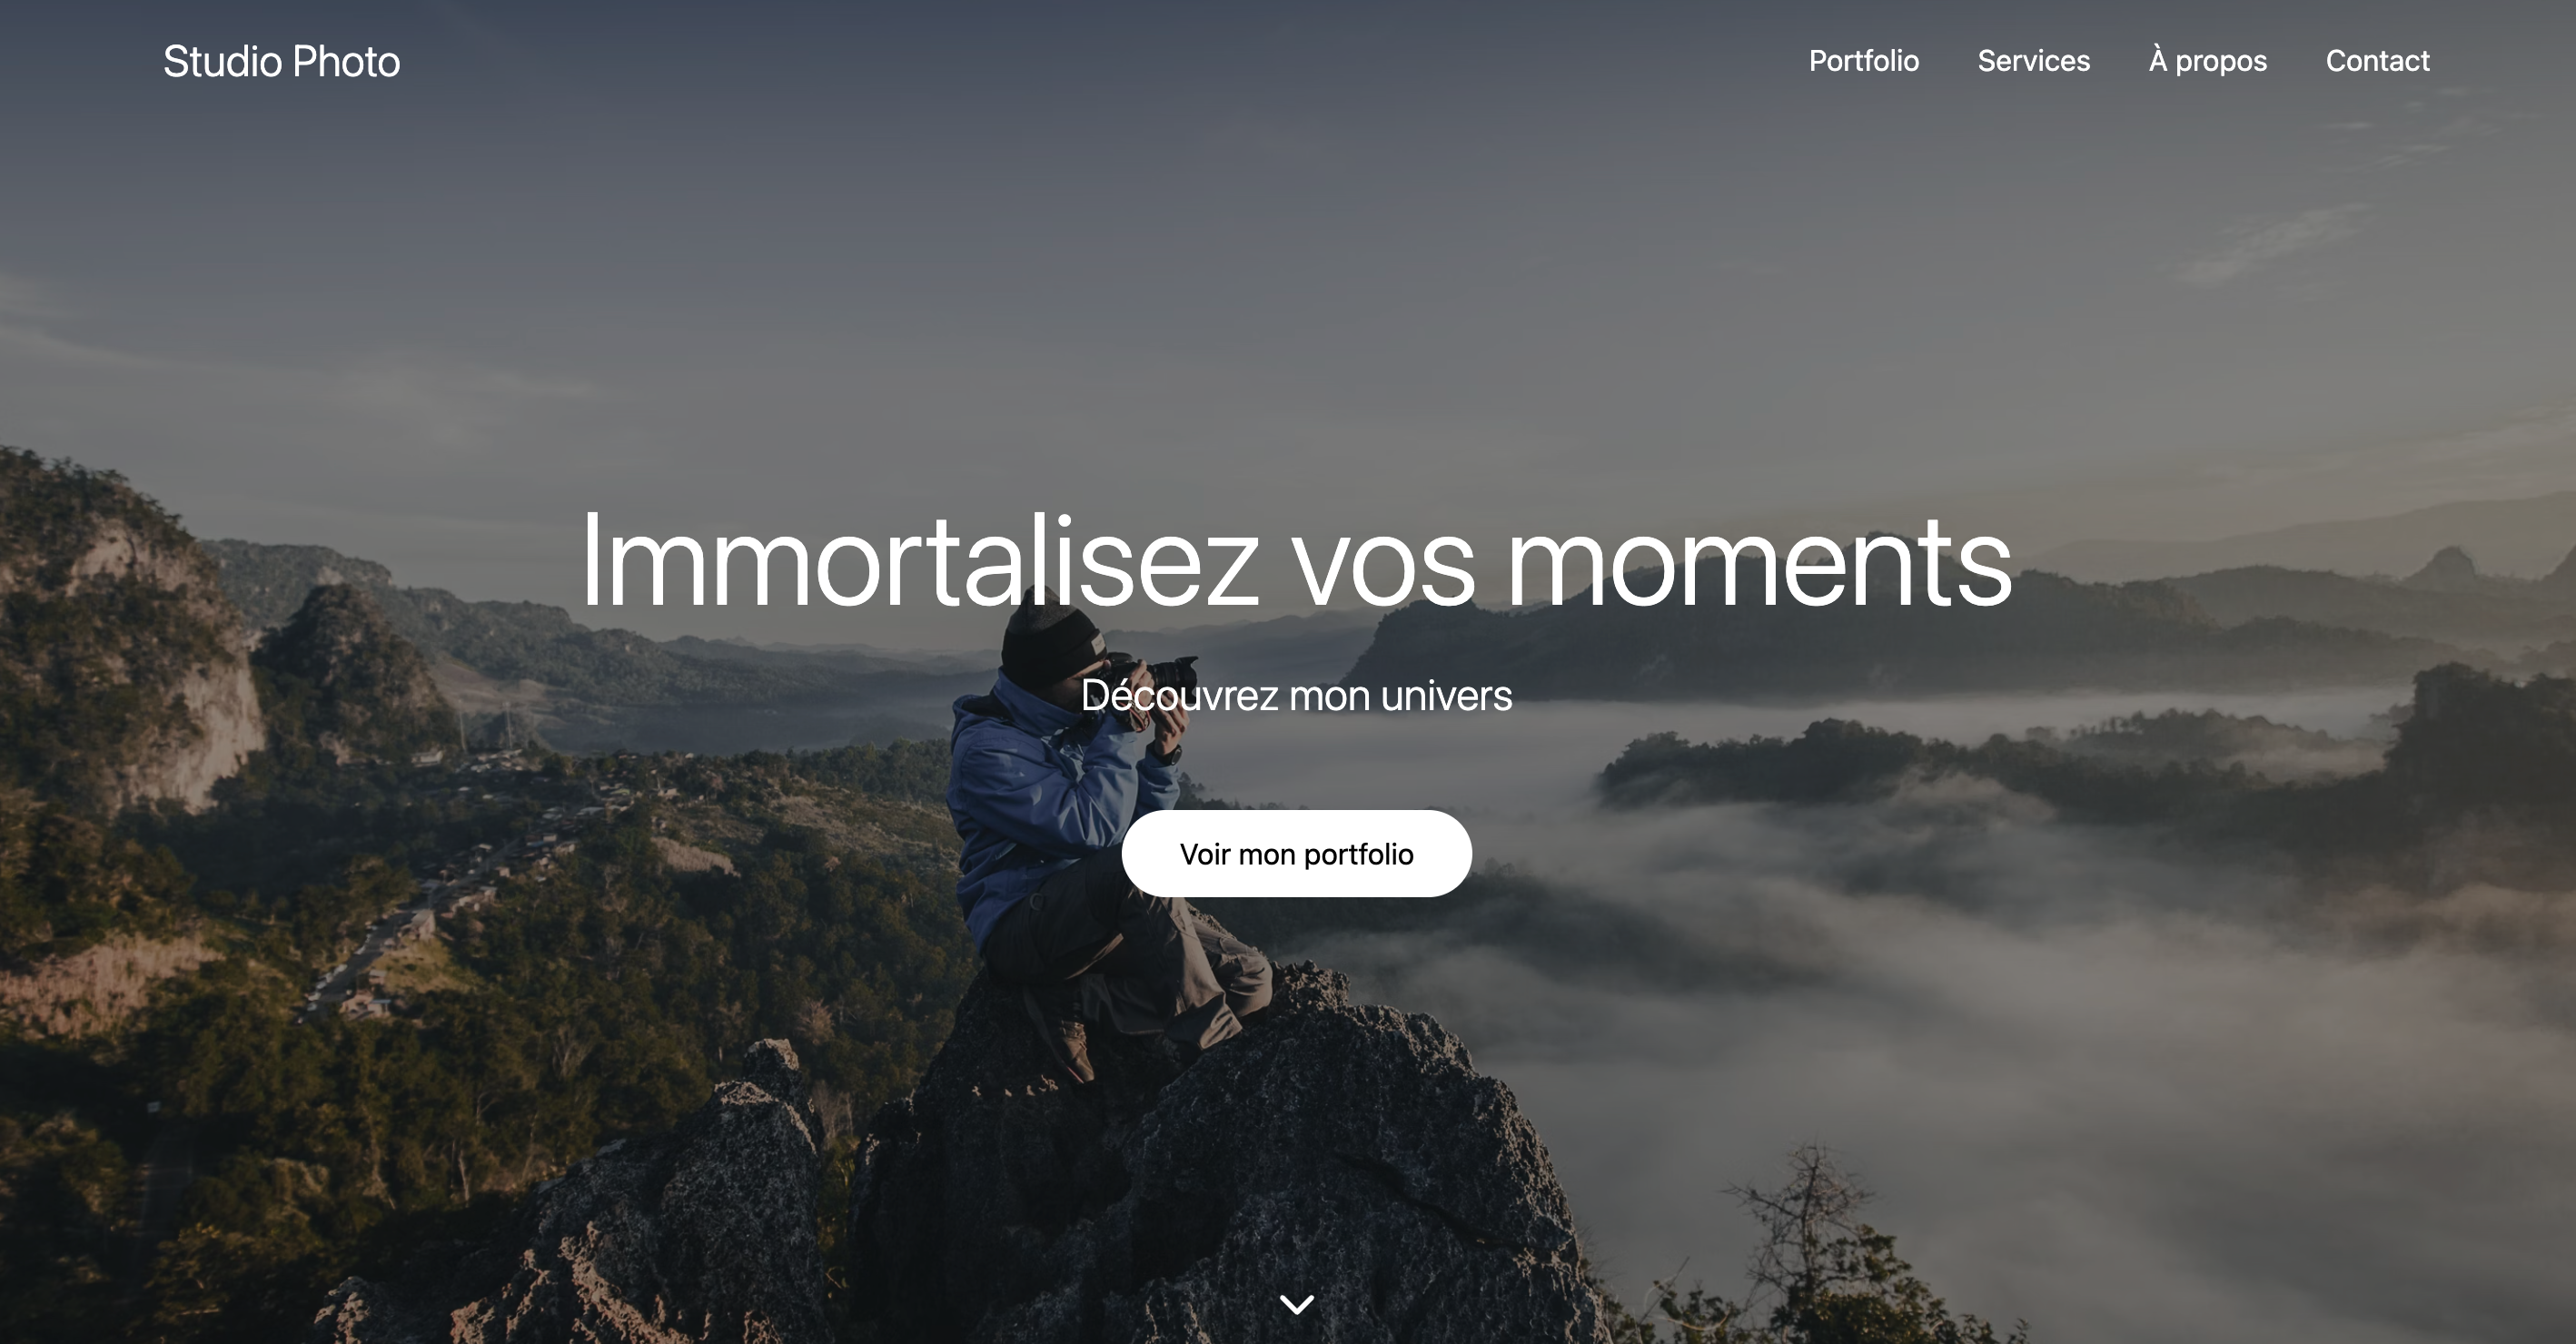 Studio Photo
Portfolio Services À propos Contact
Immortalisez vos moments
Découvrez mon univers
Voir mon portfolio